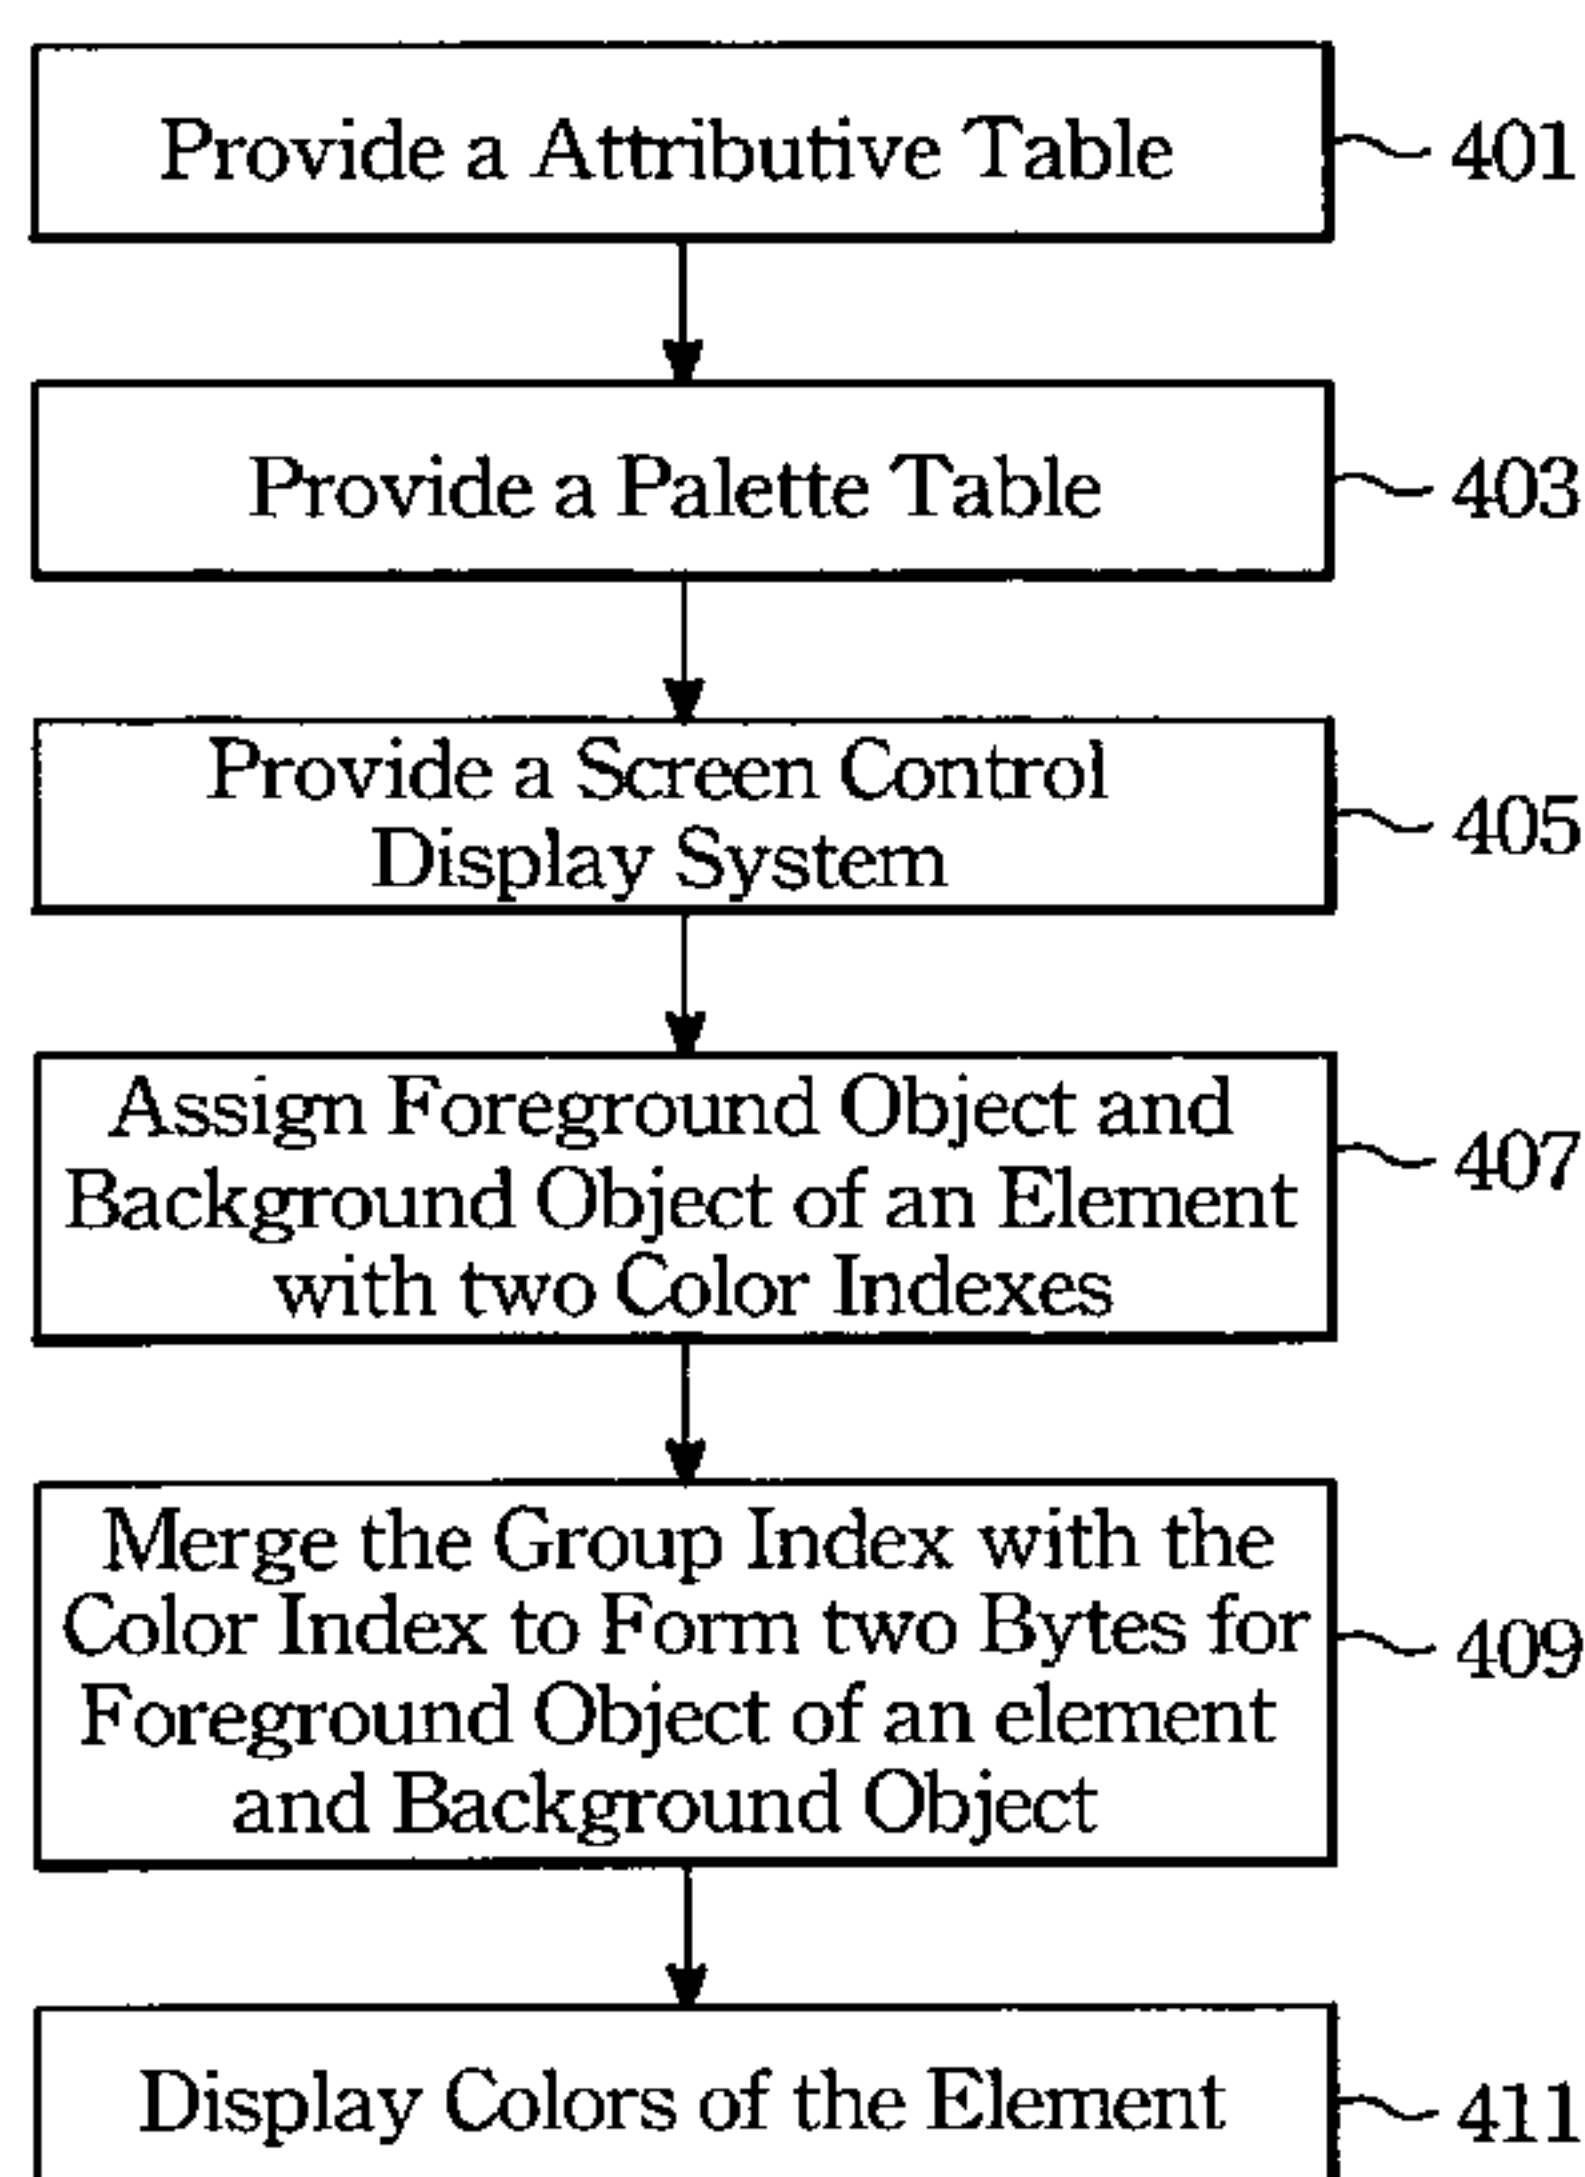 Provide a Attributive Table
401
Provide a Palette Table
403
Provide a Screen Control
Display System
405
Assign Foreground Object and
Background Object of an Element
with two Color Indexes
407
Merge the Group Index with the
Color Index to Form two Bytes for
Foreground Object of an element
and Background Object
409
Display Colors of the Element
411